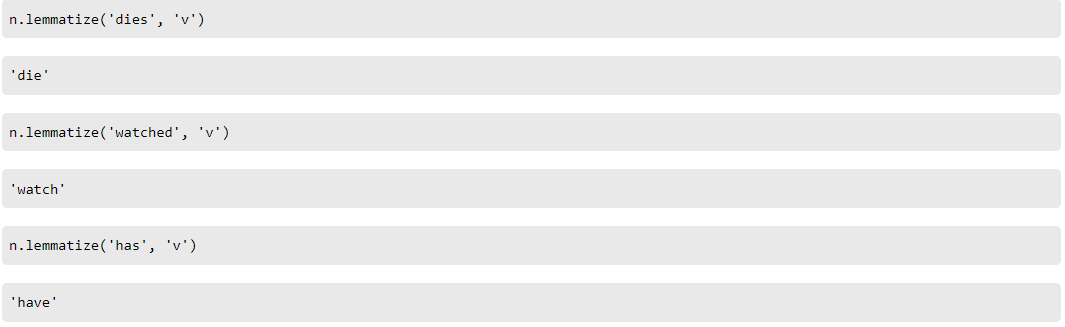 n.lemmatize('dies', 'v')
'die'
n.lemmatize('watched', 'v')
'watch'
n.lemmatize('has', 'v')
'have'